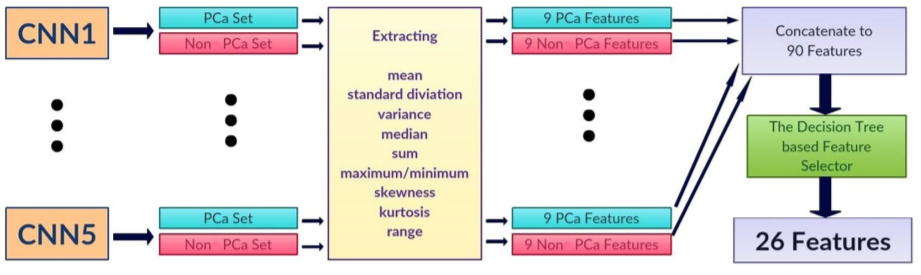 CNN1
PCa Set
Non PCa Set
Extracting
mean
standard diviation
variance
median
sum
maximum/minimum
skewness
kurtosis
range
9 PCa Features
9 Non PCa Features
Concatenate to
90 Features
The Decision Tree
based Feature
Selector
26 Features
CNN5
PCa Set
Non PCa Set
9 PCa Features
9 Non PCa Features